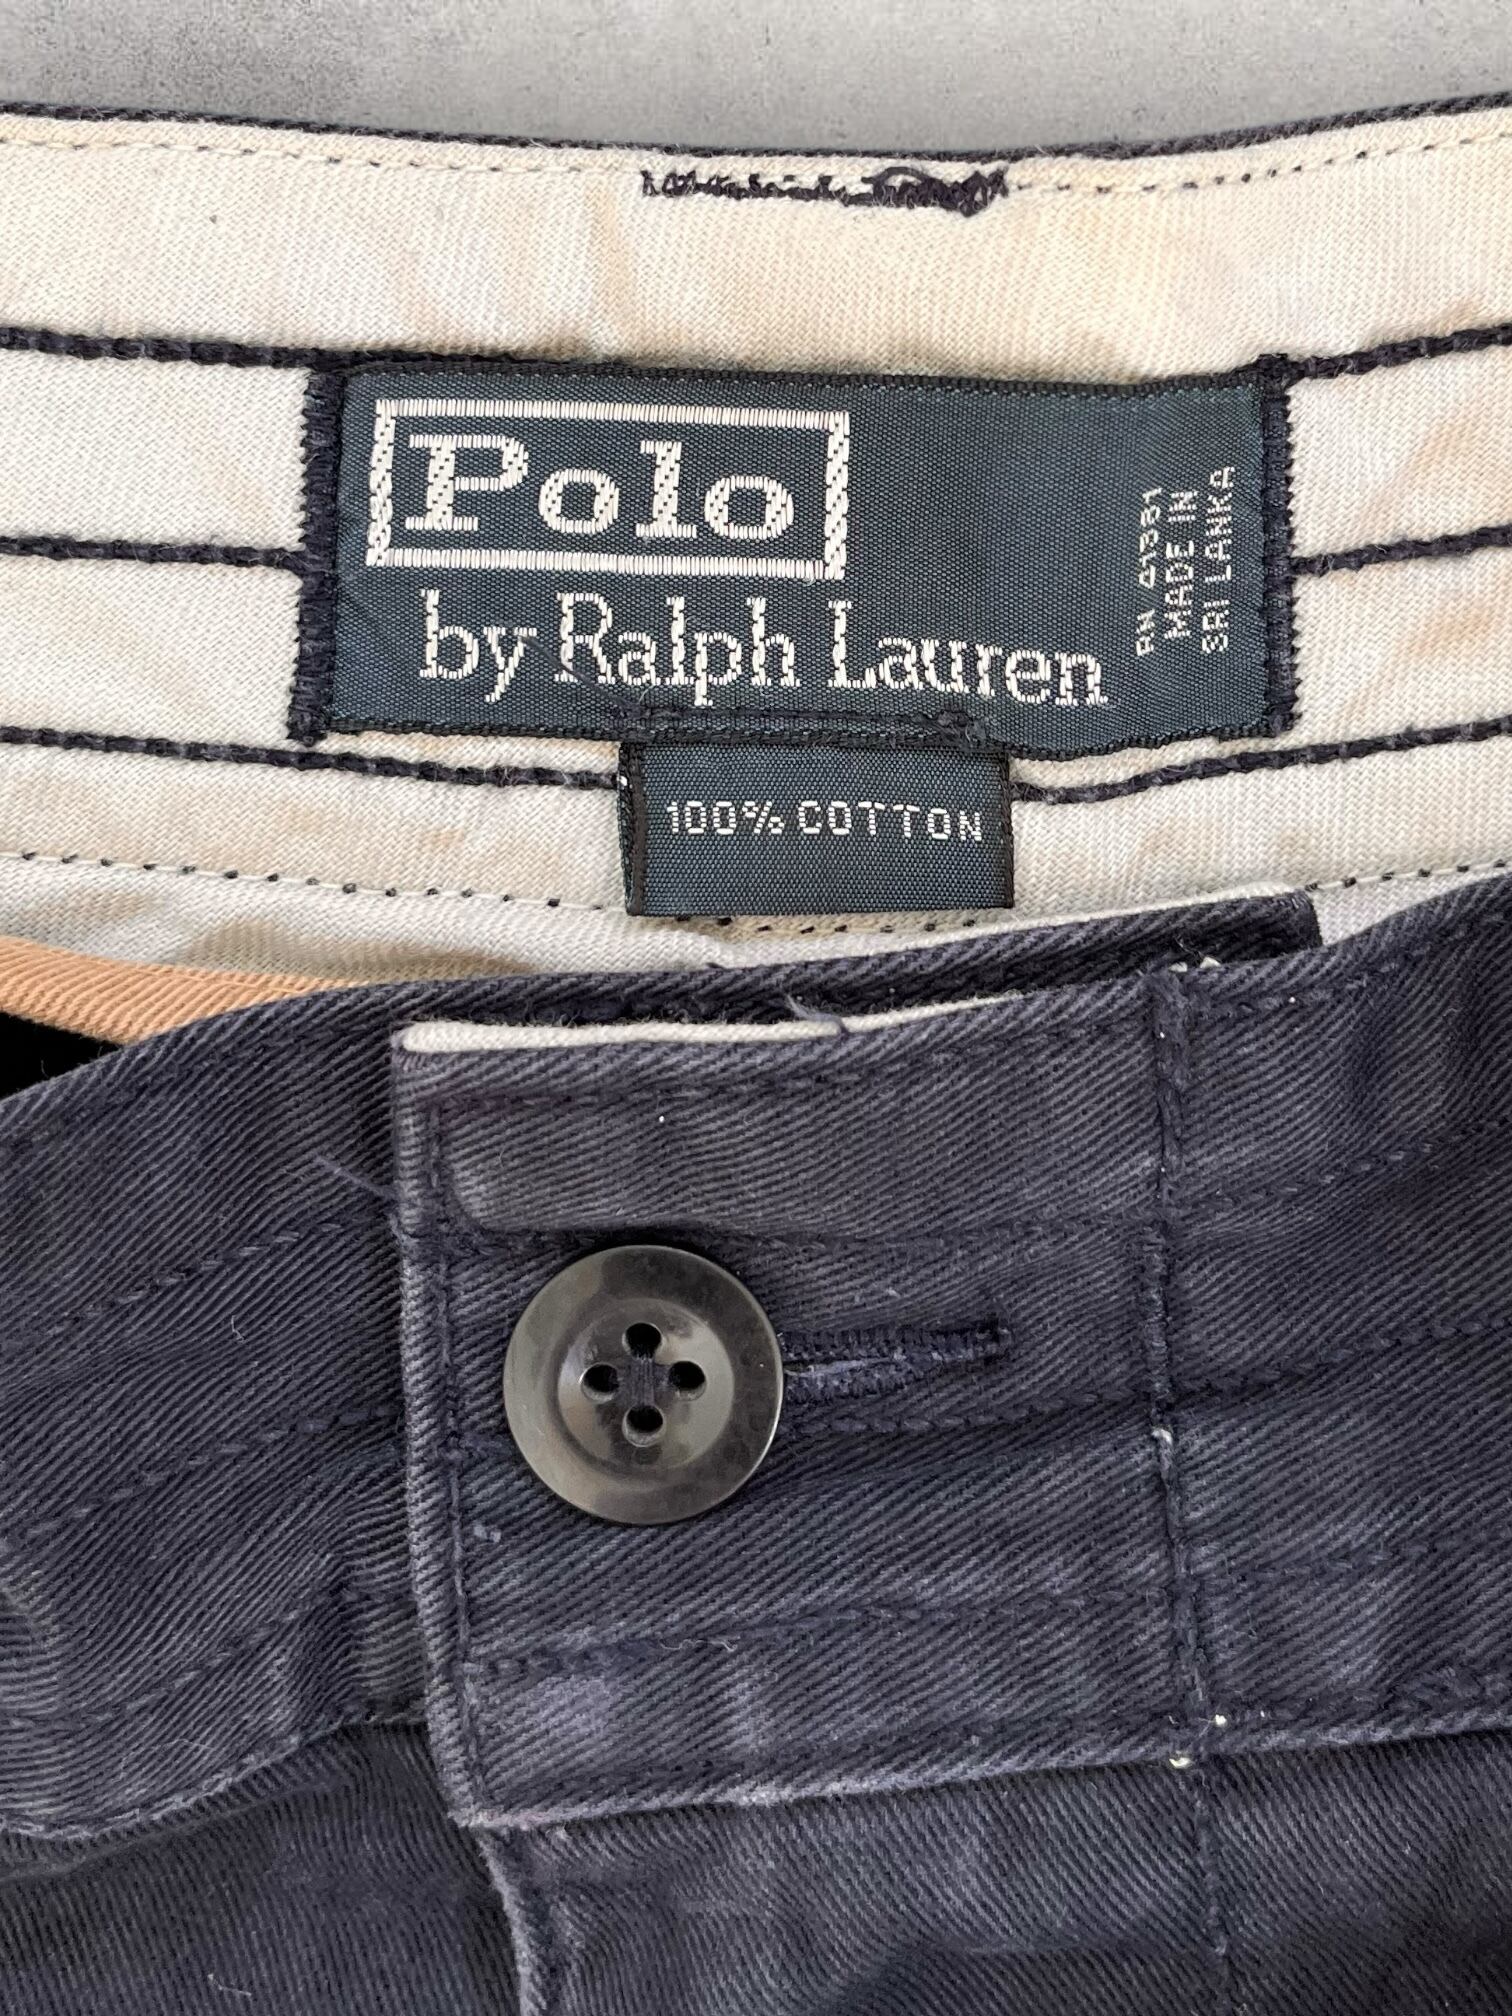 Polo
by Ralph Lauren
RN 41381
MADE IN
SRI LANKA
100% COTTON